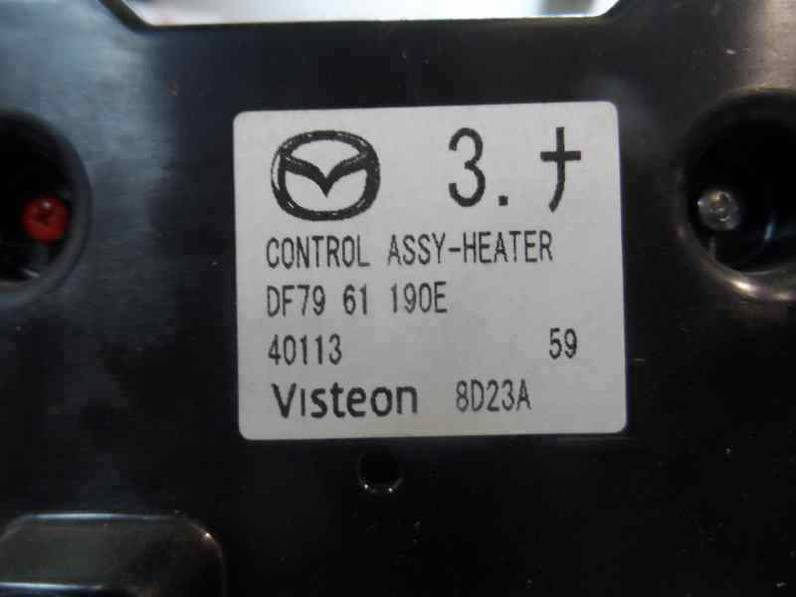 3.ナ
CONTROL ASSY-HEATER
DF79 61 190E
40113 59
Visteon 8D23A